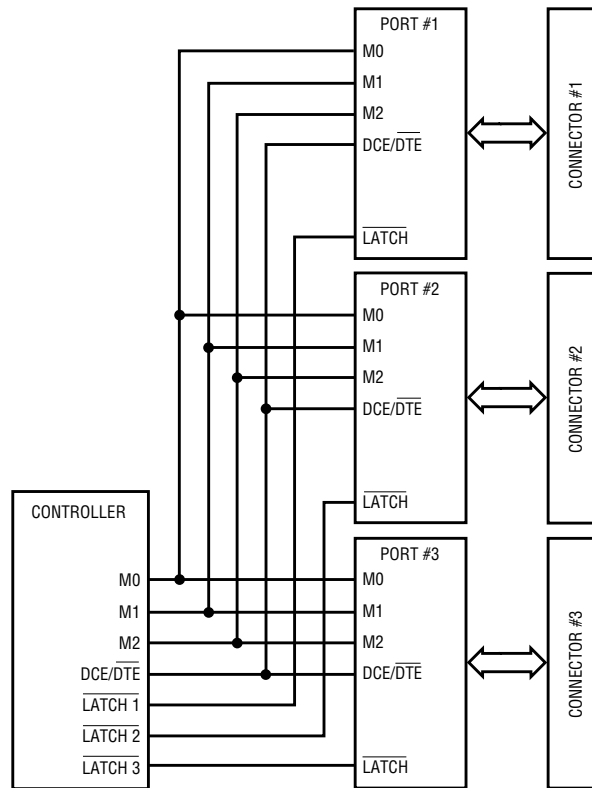 PORT #1
M0
M1
M2
DCE/DTE
LATCH
CONNECTOR #1
PORT #2
M0
M1
M2
DCE/DTE
LATCH
CONNECTOR #2
CONTROLLER
M0
M1
M2
DCE/DTE
LATCH 1
LATCH 2
LATCH 3
PORT #3
M0
M1
M2
DCE/DTE
LATCH
CONNECTOR #3